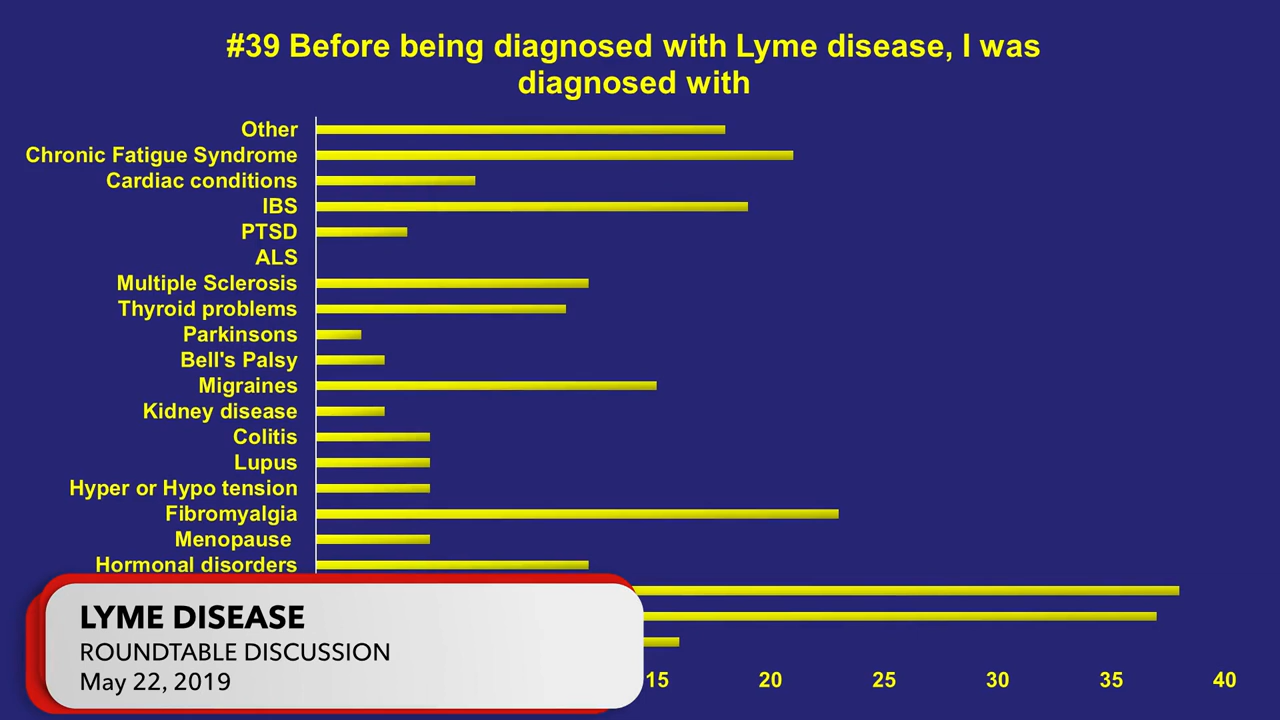 #39 Before being diagnosed with Lyme disease, I was
diagnosed with
Other
Chronic Fatigue Syndrome
Cardiac conditions
IBS
PTSD
ALS
Multiple Sclerosis
Thyroid problems
Parkinsons
Bell's Palsy
Migraines
Kidney disease
Colitis
Lupus
Hyper or Hypo tension
Fibromyalgia
Menopause
Hormonal disorders
LYME DISEASE
ROUNDTABLE DISCUSSION
May 22, 2019
15 20 25 30 35 40